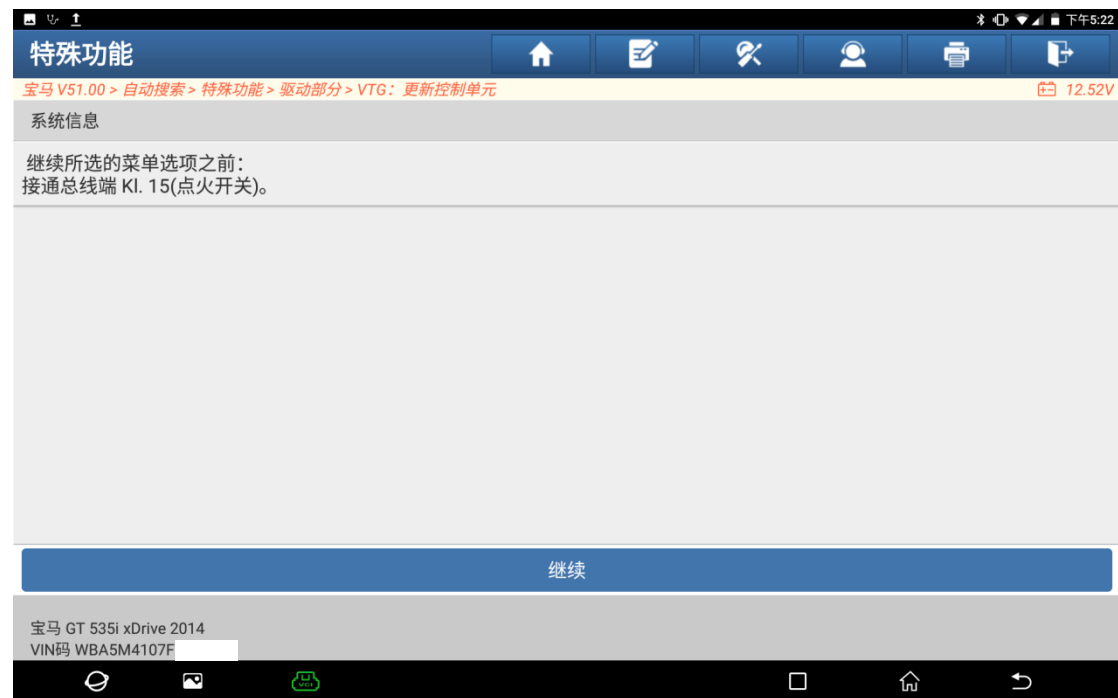 下午5:22
特殊功能
宝马 V51.00 > 自动搜索 > 特殊功能 > 驱动部分 > VTG：更新控制单元
12.52V
系统信息
继续所选的菜单选项之前：
接通总线端 Kl. 15(点火开关)。
继续
宝马 GT 535i xDrive 2014
VIN码 WBA5M4107F
VCI